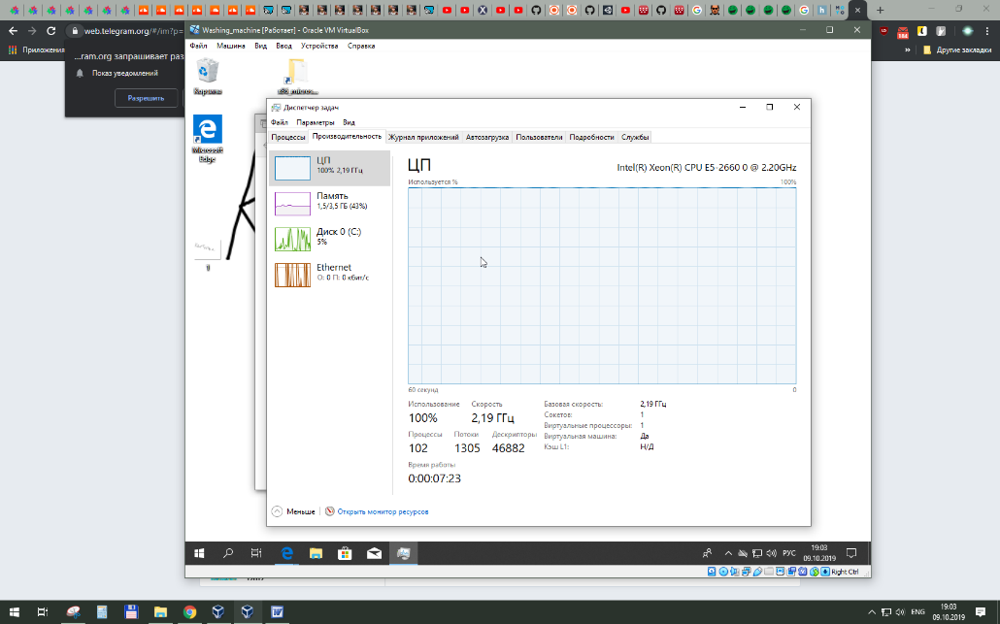 web.telegram.org/#/im?p=
Приложения
Другие закладки
...ram.org запрашивает раз
Показ уведомлений
Разрешить
Washing_machine [Работает] - Oracle VM VirtualBox
Файл Машина Вид Ввод Устройства Справка
Корзина
x86_micros...
Microsoft
Edge
1
Диспетчер задач
Файл Параметры Вид
Процессы Производительность Журнал приложений Автозагрузка Пользователи Подробности Службы
ЦП
100% 2,19 ГГц
Память
1,5/3,5 ГБ (43%)
Диск 0 (C:)
5%
Ethernet
О: 0 П: 0 кбит/с
ЦП
Intel(R) Xeon(R) CPU E5-2660 0 @ 2.20GHz
Используется %
100%
60 секунд
0
Использование Скорость
100% 2,19 ГГц
Процессы Потоки Дескрипторы
102 1305 46882
Время работы
0:00:07:23
Базовая скорость: 2,19 ГГц
Сокетов: 1
Виртуальные процессоры: 1
Виртуальная машина: Да
Кэш L1: Н/Д
Меньше
Открыть монитор ресурсов
РУС
19:03
09.10.2019
Right Ctrl
ENG
19:03
09.10.2019